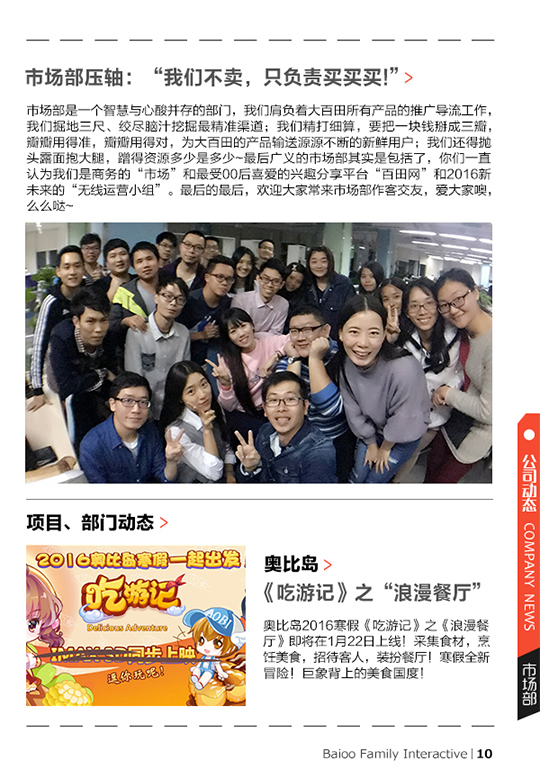 市场部压轴：“我们不卖，只负责买买买!” >
市场部是一个智慧与心酸并存的部门，我们肩负着大百田所有产品的推广导流工作，
我们掘地三尺、绞尽脑汁挖掘最精准渠道；我们精打细算，要把一块钱掰成三瓣，
瓣瓣用得准，瓣瓣用得对，为大百田的产品输送源源不断的新鲜用户；我们还得抛
头露面抱大腿，蹭得资源多少是多少~最后广义的市场部其实是包括了，你们一直
认为我们是商务的“市场”和最受00后喜爱的兴趣分享平台“百田网”和2016新
未来的“无线运营小组”。最后的最后，欢迎大家常来市场部作客交友，爱大家噢，
么么哒~
项目、部门动态 >
2016奥比岛寒假一起出发
吃游记
Delicious Adventure
AOBI
同步上映
逗你玩吧！
奥比岛 >
《吃游记》之“浪漫餐厅”
奥比岛2016寒假《吃游记》之《浪漫餐
厅》即将在1月22日上线！采集食材，烹
饪美食，招待客人，装扮餐厅！寒假全新
冒险！巨象背上的美食国度！
公司动态 COMPANY NEWS
市场部
Baioo Family Interactive | 10